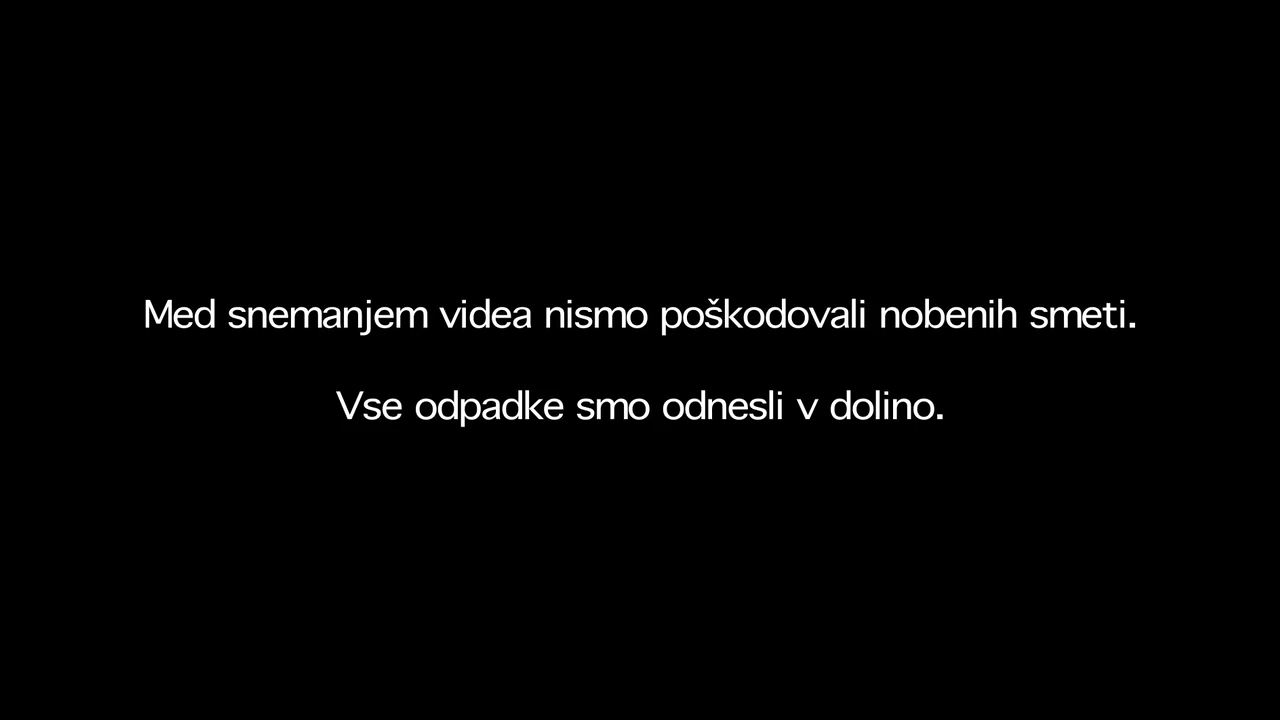 Med snemanjem videa nismo poškodovali nobenih smeti.
Vse odpadke smo odnesli v dolino.